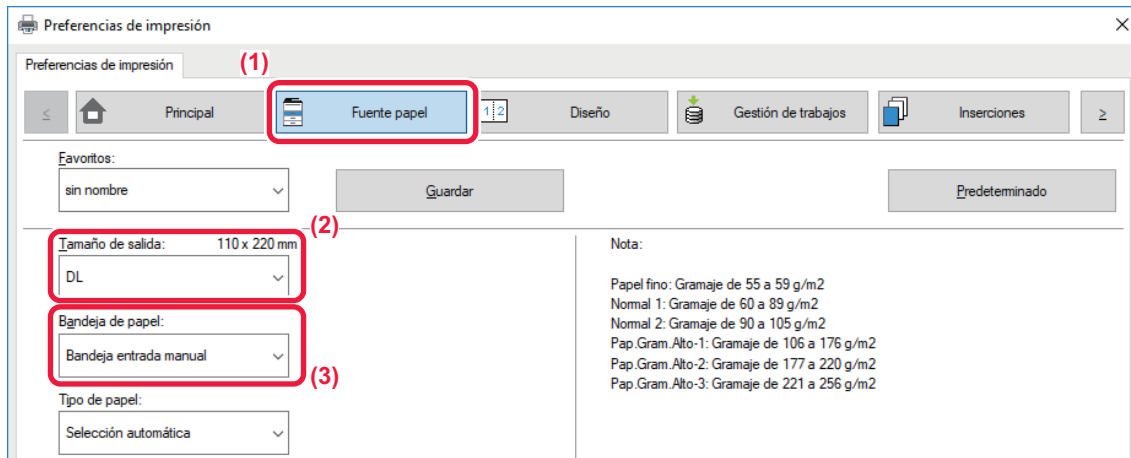 Preferencias de impresión
Preferencias de impresión
(1)
< Principal Fuente papel 1 2 Diseño Gestión de trabajos Inserciones >
Favoritos:
sin nombre Guardar Predeterminado
(2)
Tamaño de salida: 110 x 220 mm
DL
Bandeja de papel:
Bandeja entrada manual
(3)
Tipo de papel:
Selección automática
Nota:
Papel fino: Gramaje de 55 a 59 g/m2
Normal 1: Gramaje de 60 a 89 g/m2
Normal 2: Gramaje de 90 a 105 g/m2
Pap.Gram.Alto-1: Gramaje de 106 a 176 g/m2
Pap.Gram.Alto-2: Gramaje de 177 a 220 g/m2
Pap.Gram.Alto-3: Gramaje de 221 a 256 g/m2